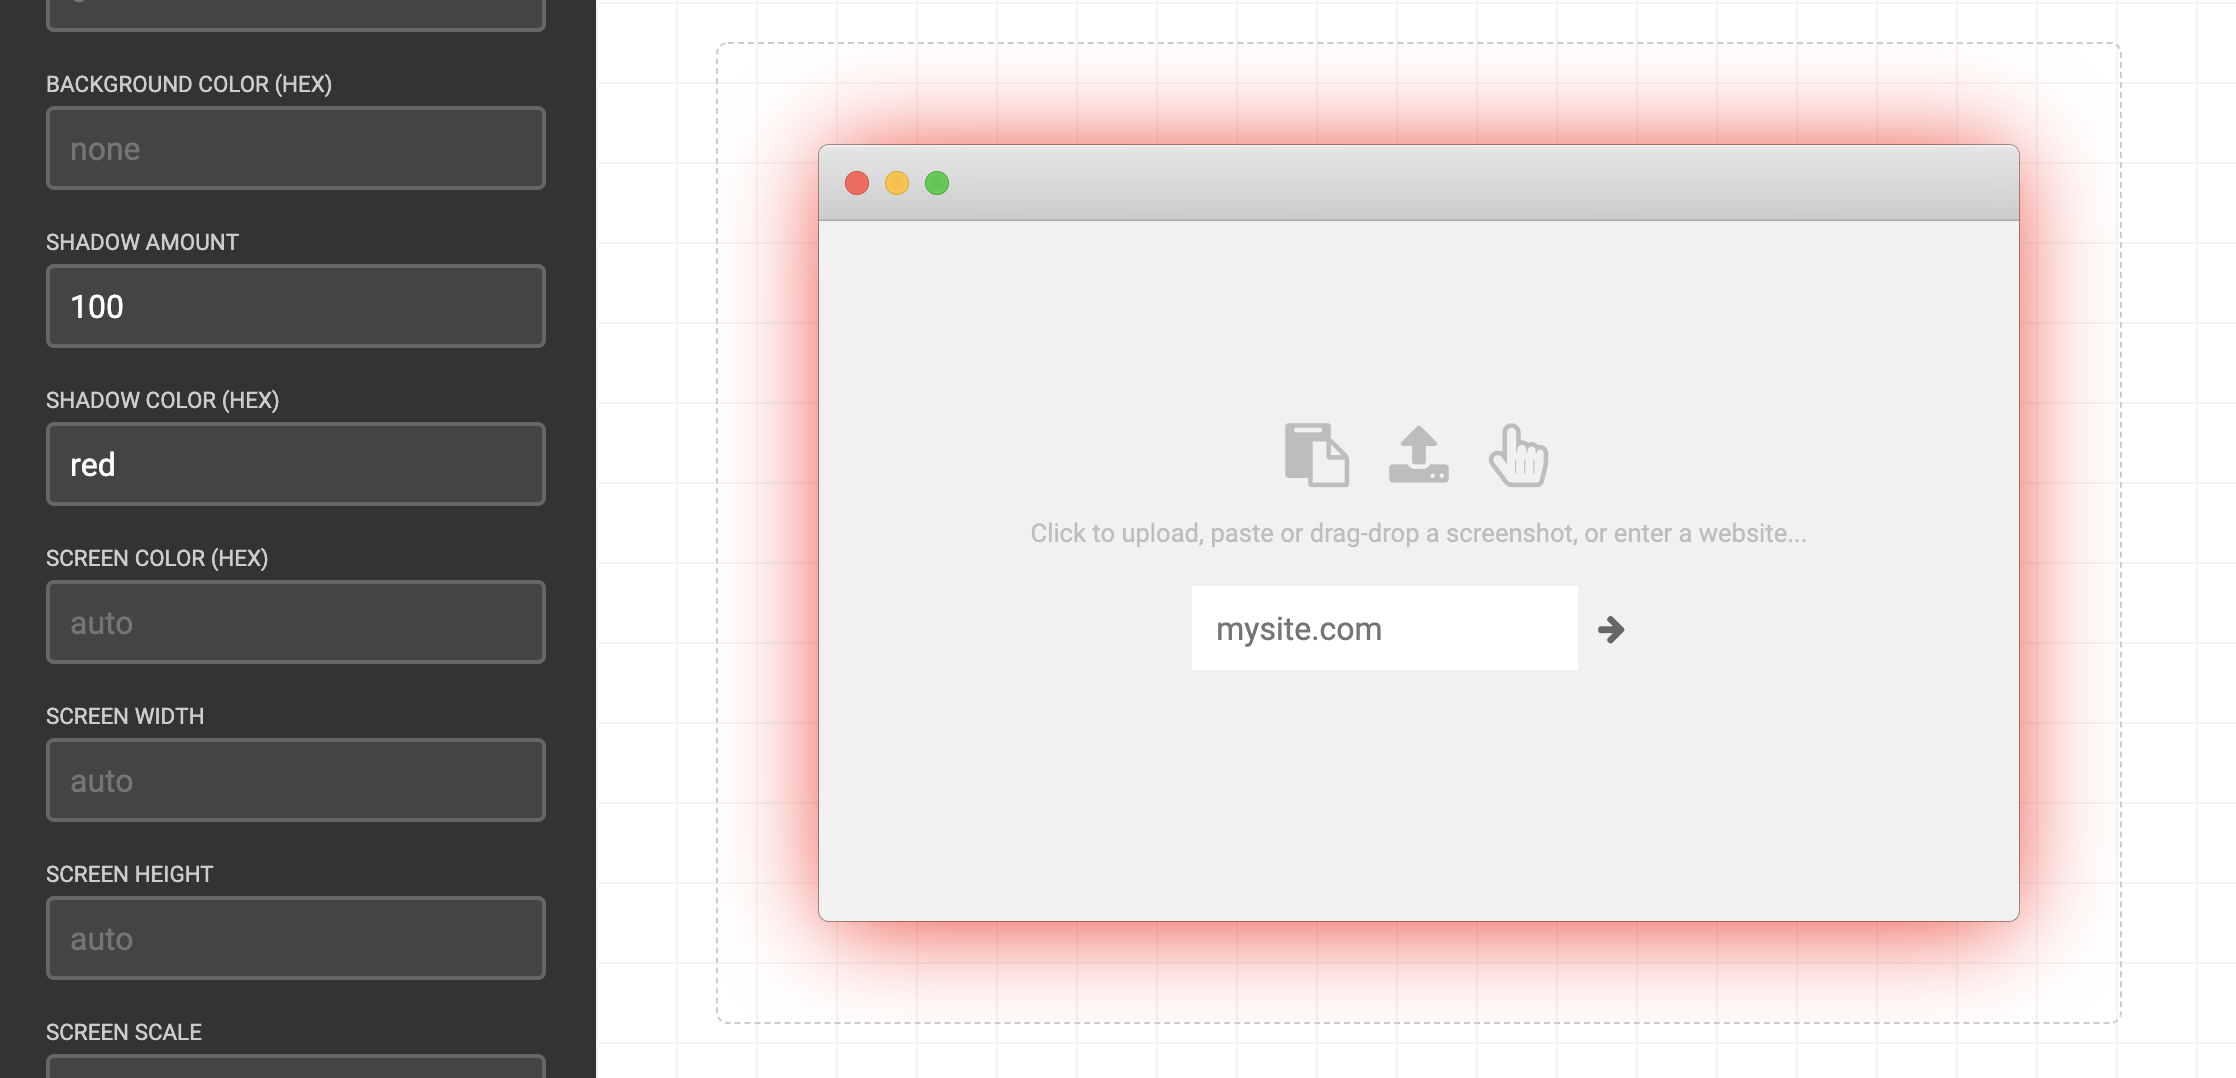 BACKGROUND COLOR (HEX)
none
SHADOW AMOUNT
100
SHADOW COLOR (HEX)
red
SCREEN COLOR (HEX)
auto
SCREEN WIDTH
auto
SCREEN HEIGHT
auto
SCREEN SCALE
Click to upload, paste or drag-drop a screenshot, or enter a website...
mysite.com